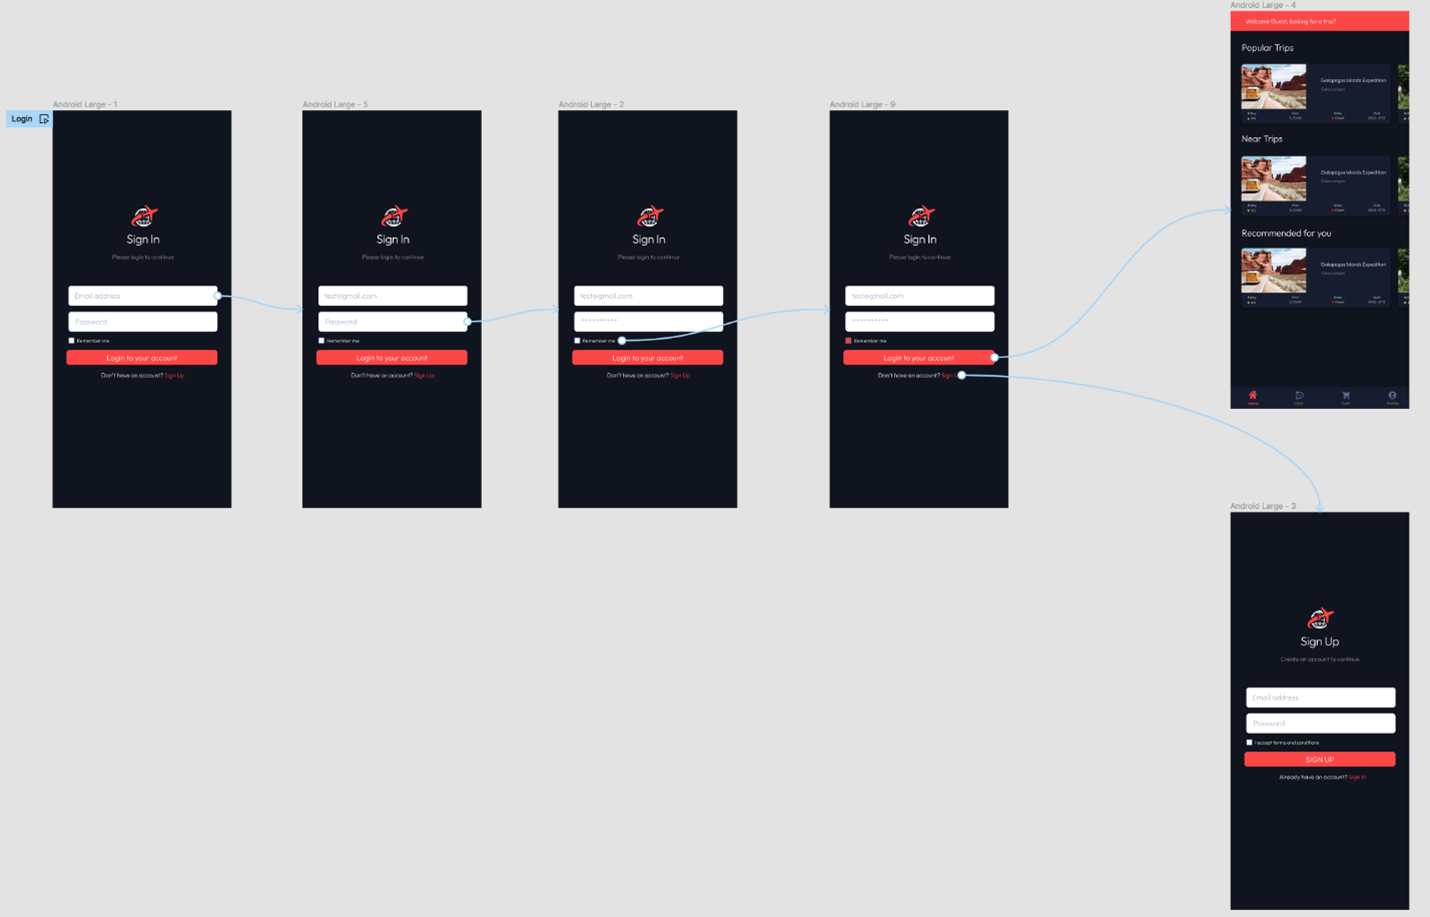 Android Large - 4
Welcome Guest, looking for a trip?
Popular Trips
Galapagos Islands Expedition
Near Trips
Galapagos Islands Expedition
Recommended for you
Galapagos Islands Expedition
Home
Chat
Cart
Profile
Login
Android Large - 1
Sign In
Please login to continue
Email address
Password
Remember me
Login to your account
Don't have an account? Sign Up
Android Large - 5
Sign In
Please login to continue
test@gmail.com
Password
Remember me
Login to your account
Don't have an account? Sign Up
Android Large - 2
Sign In
Please login to continue
test@gmail.com
**********
Remember me
Login to your account
Don't have an account? Sign Up
Android Large - 9
Sign In
Please login to continue
test@gmail.com
**********
Remember me
Login to your account
Don't have an account? Sign
Android Large - 3
Sign Up
Create an account to continue
Email address
Password
I accept terms and conditions
SIGN UP
Already have an account? Sign In